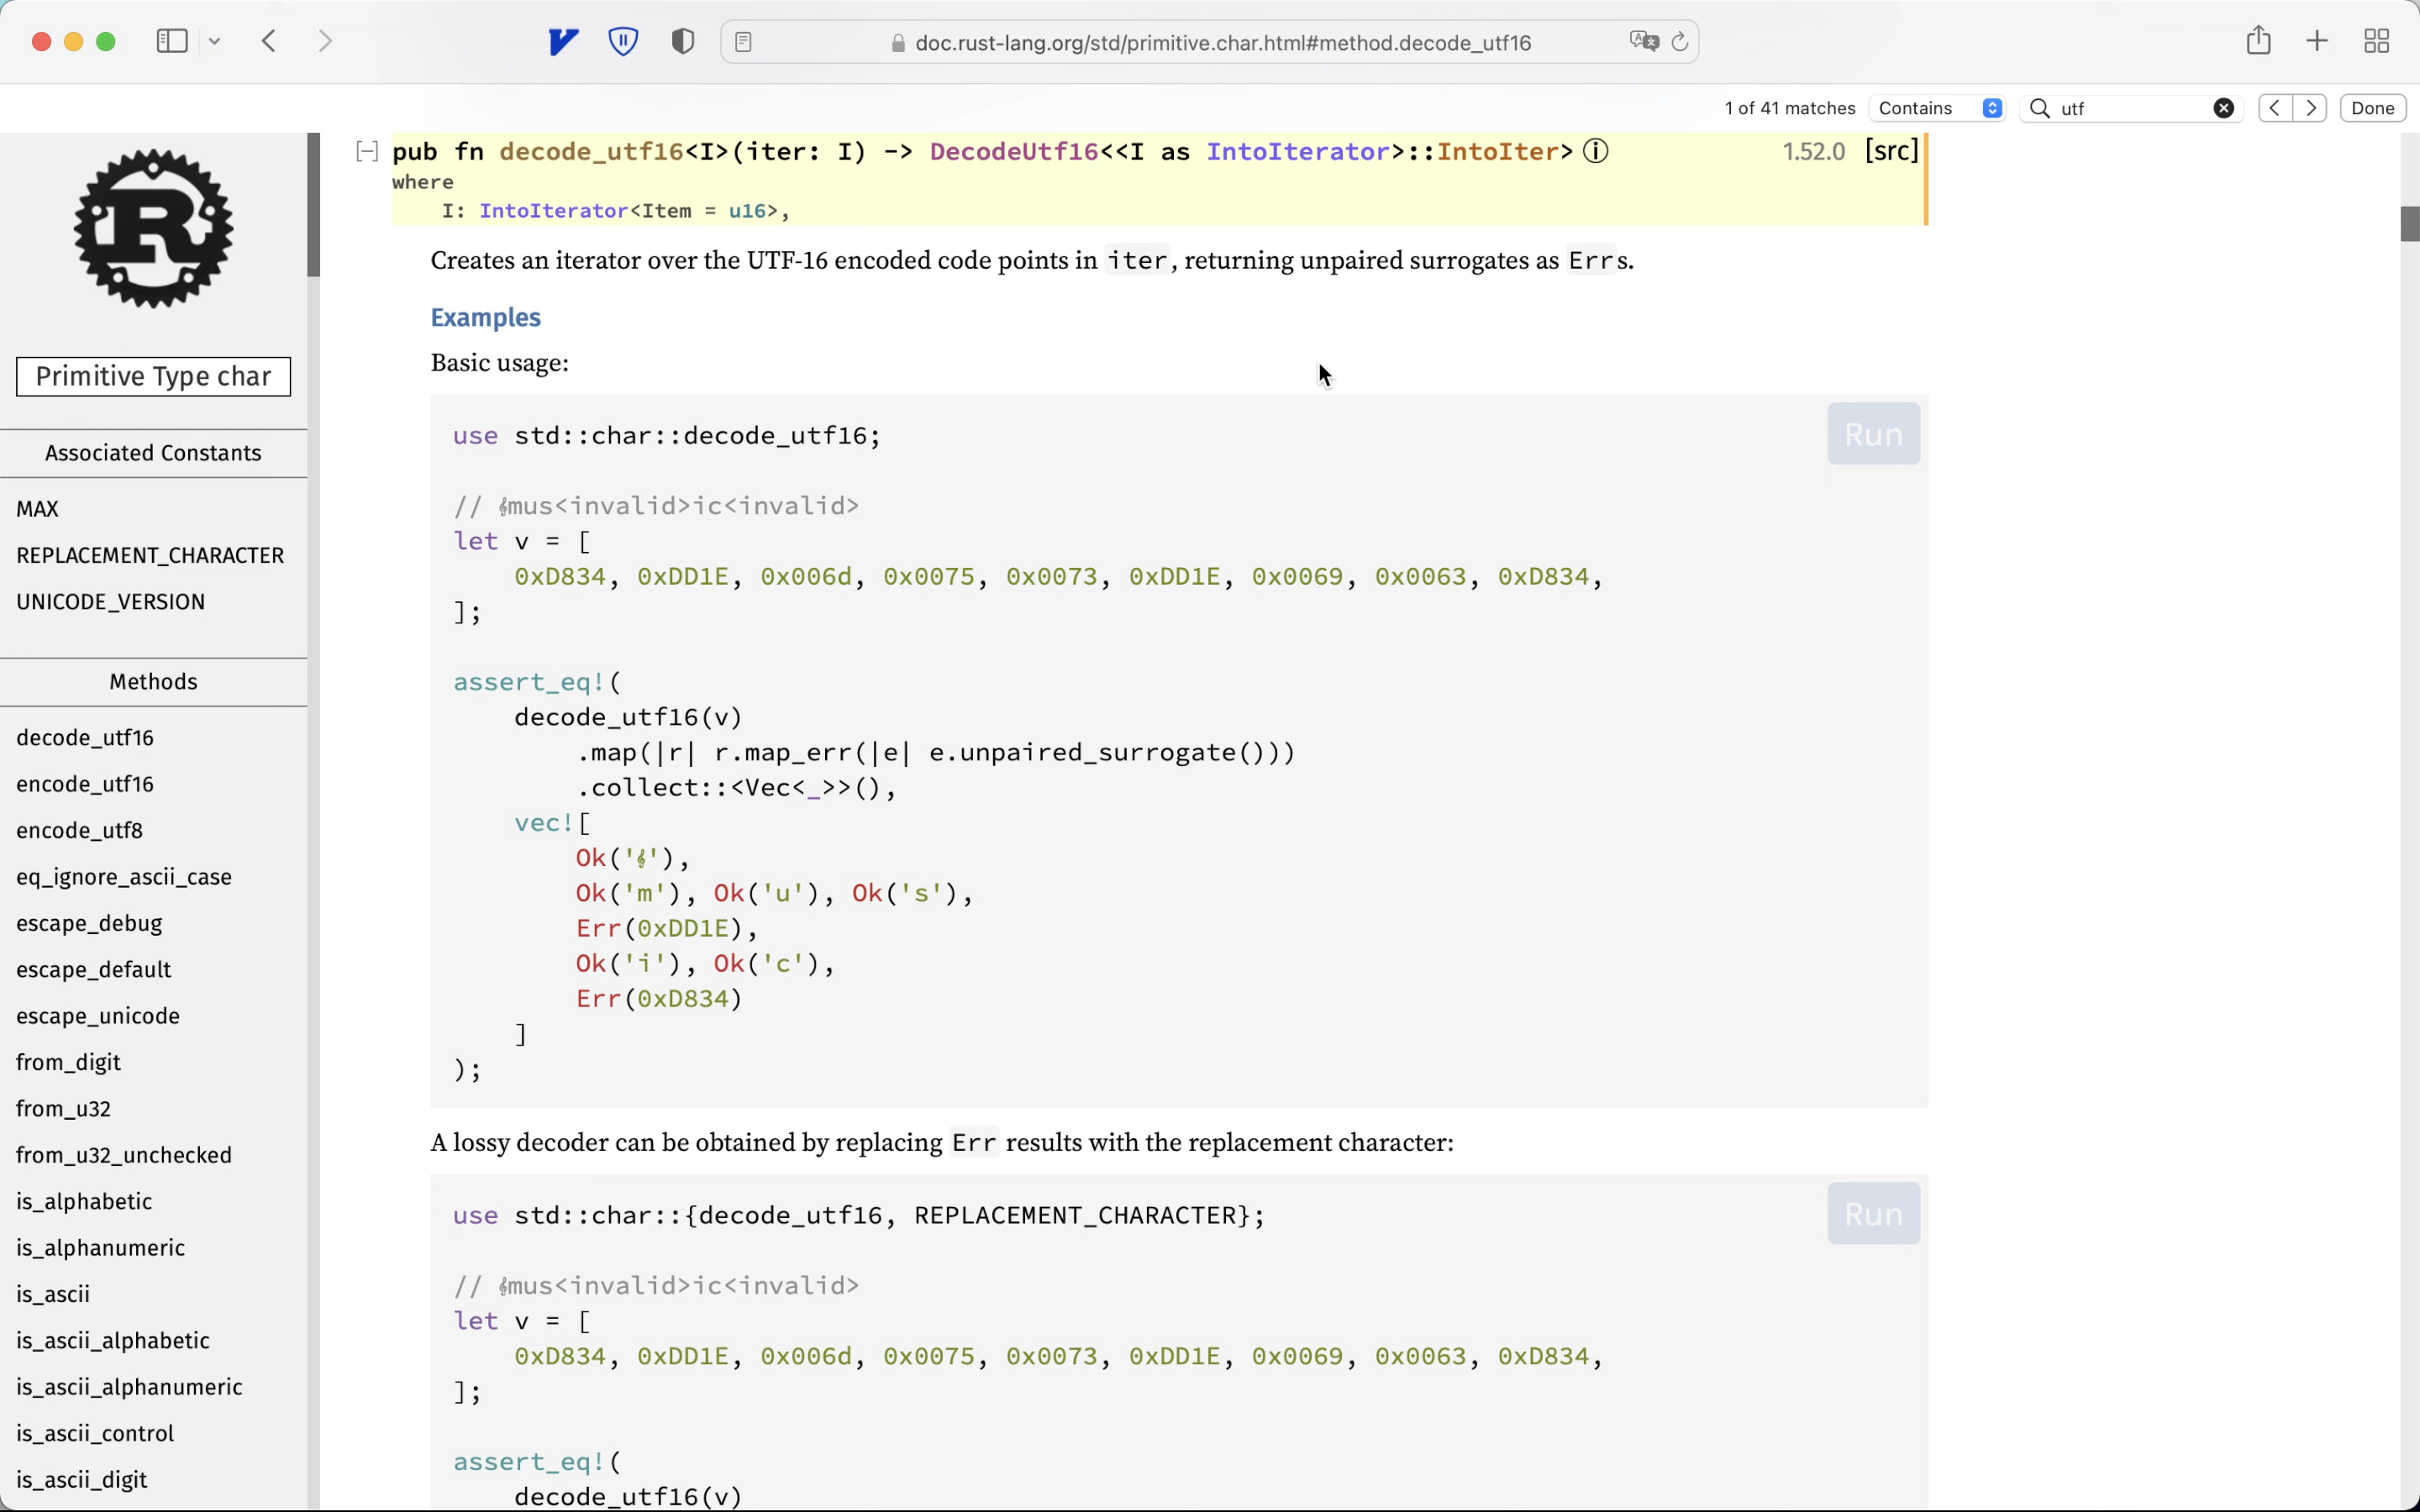 doc.rust-lang.org/std/primitive.char.html#method.decode_utf16
1 of 41 matches
Contains
utf
Done
Primitive Type char
Associated Constants
MAX
REPLACEMENT_CHARACTER
UNICODE_VERSION
Methods
decode_utf16
encode_utf16
encode_utf8
eq_ignore_ascii_case
escape_debug
escape_default
escape_unicode
from_digit
from_u32
from_u32_unchecked
is_alphabetic
is_alphanumeric
is_ascii
is_ascii_alphabetic
is_ascii_alphanumeric
is_ascii_control
is_ascii_digit
[−] pub fn decode_utf16<I>(iter: I) -> DecodeUtf16<<I as IntoIterator>::IntoIter> ⓘ 1.52.0 [src]
where
I: IntoIterator<Item = u16>,
Creates an iterator over the UTF-16 encoded code points in iter, returning unpaired surrogates as Errs.
Examples
Basic usage:
Run
use std::char::decode_utf16;
// 𝄞mus<invalid>ic<invalid>
let v = [
0xD834, 0xDD1E, 0x006d, 0x0075, 0x0073, 0xDD1E, 0x0069, 0x0063, 0xD834,
];
assert_eq!(
decode_utf16(v)
.map(|r| r.map_err(|e| e.unpaired_surrogate()))
.collect::<Vec<_>>(),
vec![
Ok('𝄞'),
Ok('m'), Ok('u'), Ok('s'),
Err(0xDD1E),
Ok('i'), Ok('c'),
Err(0xD834)
]
);
A lossy decoder can be obtained by replacing Err results with the replacement character:
Run
use std::char::{decode_utf16, REPLACEMENT_CHARACTER};
// 𝄞mus<invalid>ic<invalid>
let v = [
0xD834, 0xDD1E, 0x006d, 0x0075, 0x0073, 0xDD1E, 0x0069, 0x0063, 0xD834,
];
assert_eq!(
decode_utf16(v)